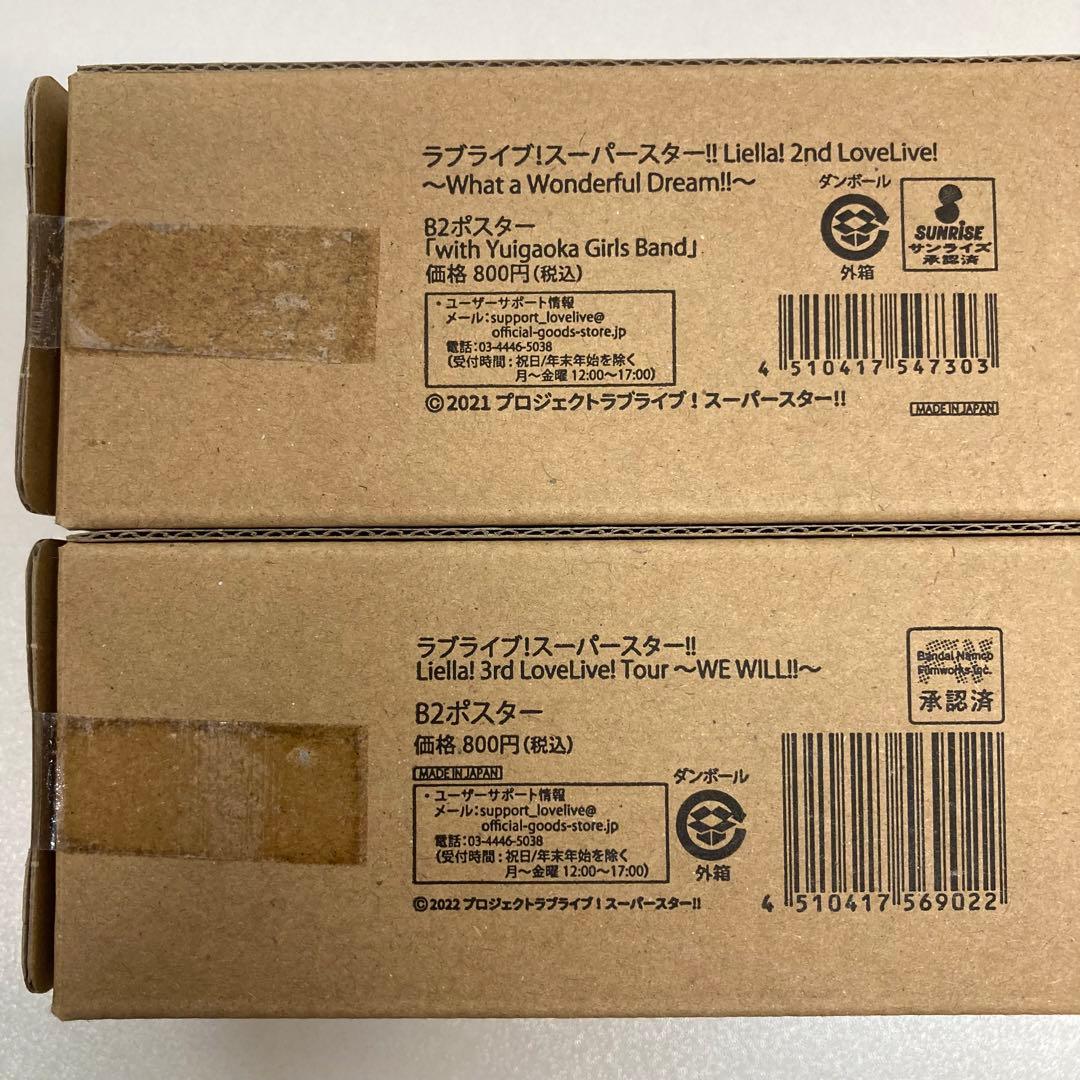 ラブライブ!スーパースター!! Liella! 2nd LoveLive!
～What a Wonderful Dream!!～
B2ポスター
「with Yuigaoka Girls Band」
価格 800円(税込)
・ユーザーサポート情報
メール:support_lovelive@
official-goods-store.jp
電話:03-4446-5038
(受付時間:祝日/年末年始を除く
月～金曜 12:00～17:00)
©2021 プロジェクトラブライブ!スーパースター!!
ダンボール
外箱
SUNRISE
サンライズ
承認済
4 510417 547303
MADE IN JAPAN
ラブライブ!スーパースター!!
Liella! 3rd LoveLive! Tour ～WE WILL!!～
B2ポスター
価格 800円(税込)
MADE IN JAPAN
・ユーザーサポート情報
メール:support_lovelive@
official-goods-store.jp
電話:03-4446-5038
(受付時間:祝日/年末年始を除く
月～金曜 12:00～17:00)
©2022 プロジェクトラブライブ!スーパースター!!
ダンボール
外箱
Bandai Namco
Filmworks Inc.
承認済
4 510417 569022